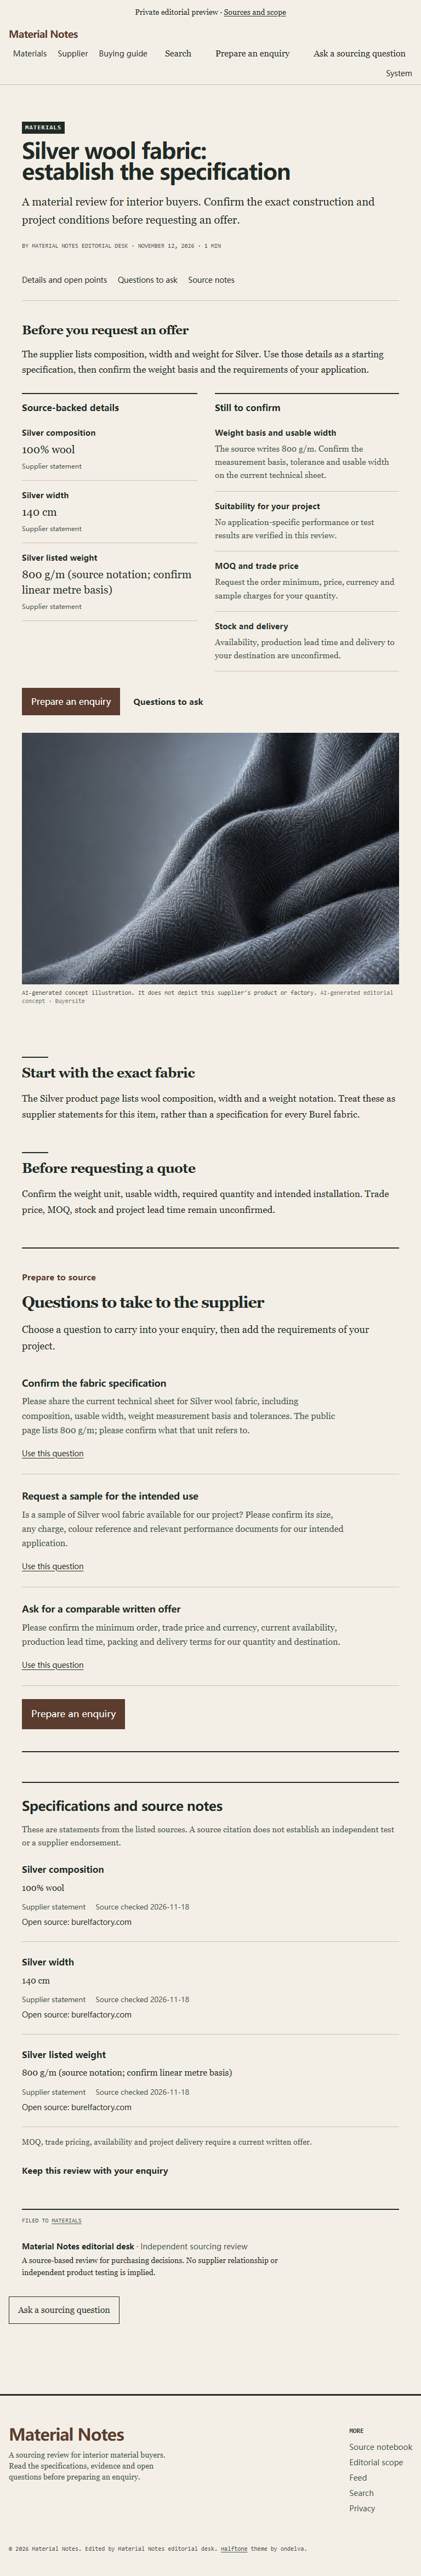 Private editorial preview · Sources and scope
Material Notes
Materials Supplier Buying guide Search Prepare an enquiry Ask a sourcing question
System
MATERIALS
Silver wool fabric:
establish the specification
A material review for interior buyers. Confirm the exact construction and
project conditions before requesting an offer.
BY MATERIAL NOTES EDITORIAL DESK · NOVEMBER 12, 2026 · 1 MIN
Details and open points Questions to ask Source notes
Before you request an offer
The supplier lists composition, width and weight for Silver. Use those details as a starting
specification, then confirm the weight basis and the requirements of your application.
Source-backed details
Silver composition
100% wool
Supplier statement
Silver width
140 cm
Supplier statement
Silver listed weight
800 g/m (source notation; confirm
linear metre basis)
Supplier statement
Still to confirm
Weight basis and usable width
The source writes 800 g/m. Confirm the
measurement basis, tolerance and usable width
on the current technical sheet.
Suitability for your project
No application-specific performance or test
results are verified in this review.
MOQ and trade price
Request the order minimum, price, currency and
sample charges for your quantity.
Stock and delivery
Availability, production lead time and delivery to
your destination are unconfirmed.
Prepare an enquiry Questions to ask
AI-generated concept illustration. It does not depict this supplier's product or factory. AI-generated editorial
concept · Buyersite
Start with the exact fabric
The Silver product page lists wool composition, width and a weight notation. Treat these as
supplier statements for this item, rather than a specification for every Burel fabric.
Before requesting a quote
Confirm the weight unit, usable width, required quantity and intended installation. Trade
price, MOQ, stock and project lead time remain unconfirmed.
Prepare to source
Questions to take to the supplier
Choose a question to carry into your enquiry, then add the requirements of your
project.
Confirm the fabric specification
Please share the current technical sheet for Silver wool fabric, including
composition, usable width, weight measurement basis and tolerances. The public
page lists 800 g/m; please confirm what that unit refers to.
Use this question
Request a sample for the intended use
Is a sample of Silver wool fabric available for our project? Please confirm its size,
any charge, colour reference and relevant performance documents for our intended
application.
Use this question
Ask for a comparable written offer
Please confirm the minimum order, trade price and currency, current availability,
production lead time, packing and delivery terms for our quantity and destination.
Use this question
Prepare an enquiry
Specifications and source notes
These are statements from the listed sources. A source citation does not establish an independent test
or a supplier endorsement.
Silver composition
100% wool
Supplier statement Source checked 2026-11-18
Open source: burelfactory.com
Silver width
140 cm
Supplier statement Source checked 2026-11-18
Open source: burelfactory.com
Silver listed weight
800 g/m (source notation; confirm linear metre basis)
Supplier statement Source checked 2026-11-18
Open source: burelfactory.com
MOQ, trade pricing, availability and project delivery require a current written offer.
Keep this review with your enquiry
FILED TO MATERIALS
Material Notes editorial desk · Independent sourcing review
A source-based review for purchasing decisions. No supplier relationship or
independent product testing is implied.
Ask a sourcing question
Material Notes
A sourcing review for interior material buyers.
Read the specifications, evidence and open
questions before preparing an enquiry.
MORE
Source notebook
Editorial scope
Feed
Search
Privacy
© 2026 Material Notes. Edited by Material Notes editorial desk. Halftone theme by ondelva.